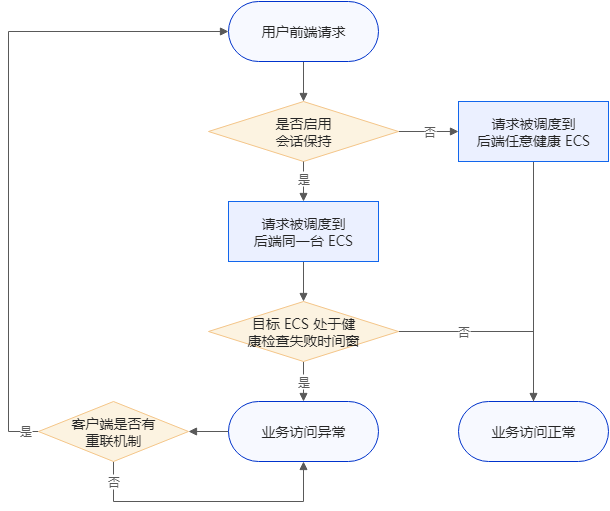 用户前端请求
是否启用
会话保持
否
请求被调度到
后端任意健康 ECS
是
请求被调度到
后端同一台 ECS
目标 ECS 处于健
康检查失败时间窗
否
是
客户端是否有
重联机制
是
业务访问异常
业务访问正常
否